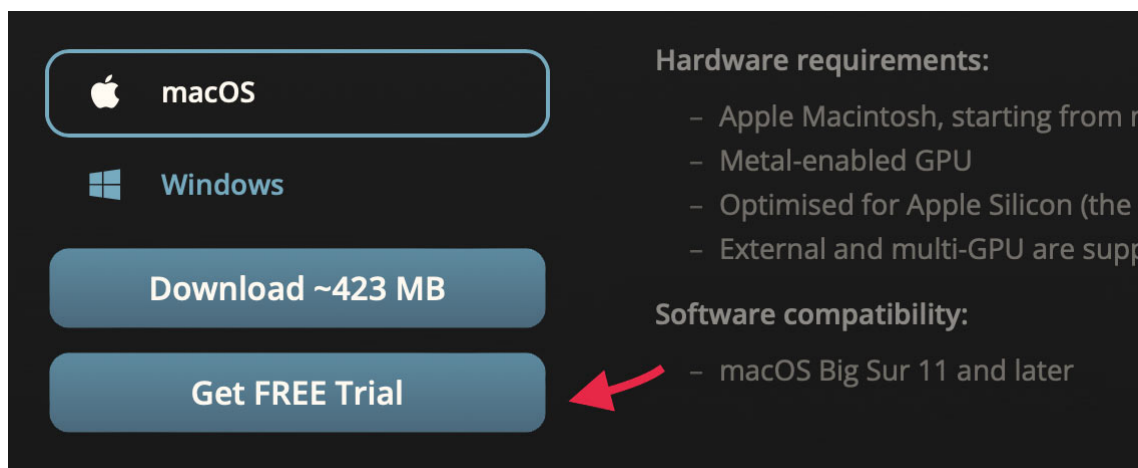 macOS
Windows
Download ~423 MB
Get FREE Trial
Hardware requirements:
– Apple Macintosh, starting from
– Metal-enabled GPU
– Optimised for Apple Silicon (the
– External and multi-GPU are
Software compatibility:
– macOS Big Sur 11 and later